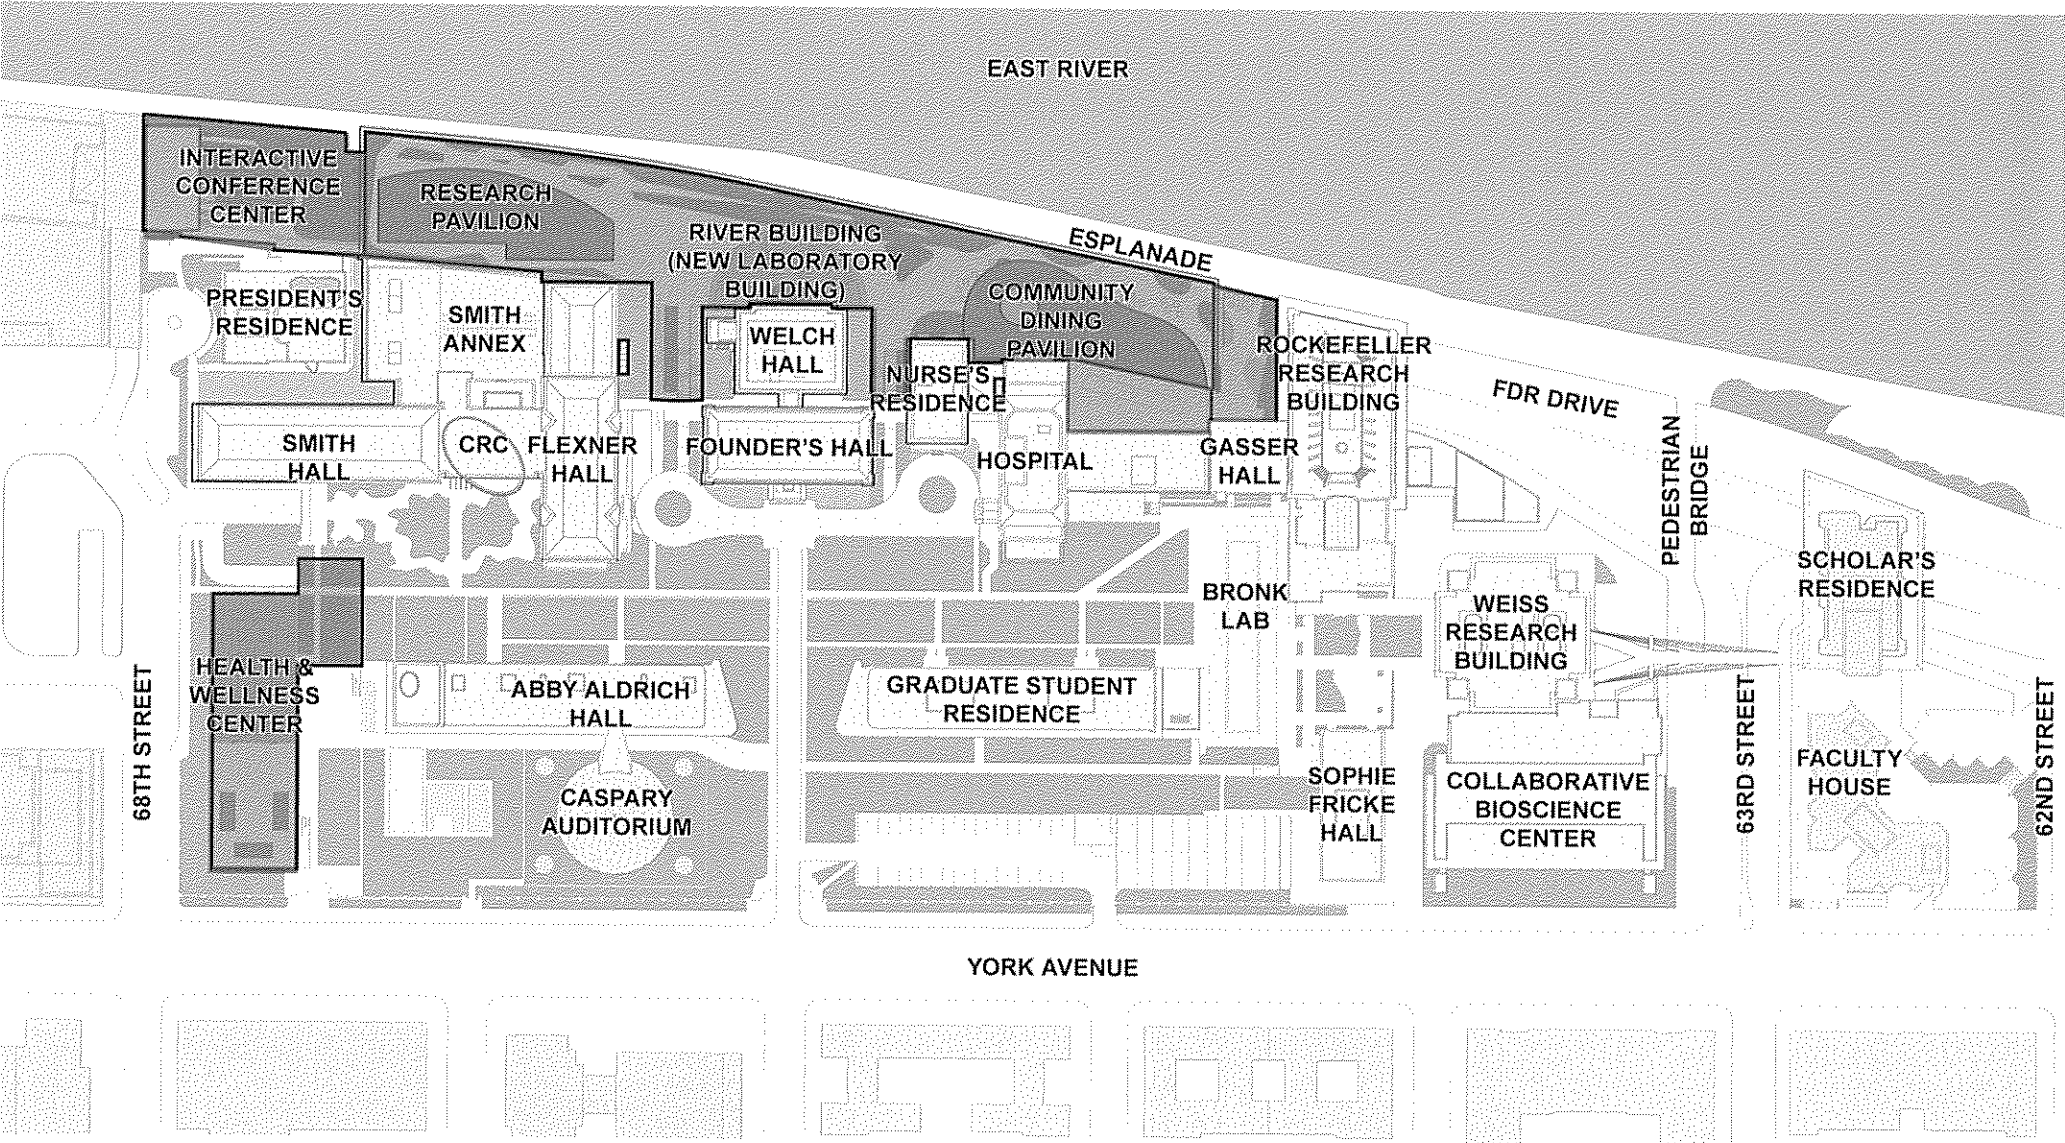 EAST RIVER
INTERACTIVE
CONFERENCE
CENTER
RESEARCH
PAVILION
RIVER BUILDING
(NEW LABORATORY
BUILDING)
ESPLANADE
COMMUNITY
DINING
PAVILION
PRESIDENT'S
RESIDENCE
SMITH
ANNEX
WELCH
HALL
NURSE'S
RESIDENCE
ROCKEFELLER
RESEARCH
BUILDING
FDR DRIVE
PEDESTRIAN
BRIDGE
SMITH
HALL
CRC
FLEXNER
HALL
FOUNDER'S HALL
HOSPITAL
GASSER
HALL
BRONK
LAB
WEISS
RESEARCH
BUILDING
SCHOLAR'S
RESIDENCE
HEALTH &
WELLNESS
CENTER
ABBY ALDRICH
HALL
GRADUATE STUDENT
RESIDENCE
68TH STREET
CASPARY
AUDITORIUM
SOPHIE
FRICKE
HALL
COLLABORATIVE
BIOSCIENCE
CENTER
63RD STREET
FACULTY
HOUSE
62ND STREET
YORK AVENUE